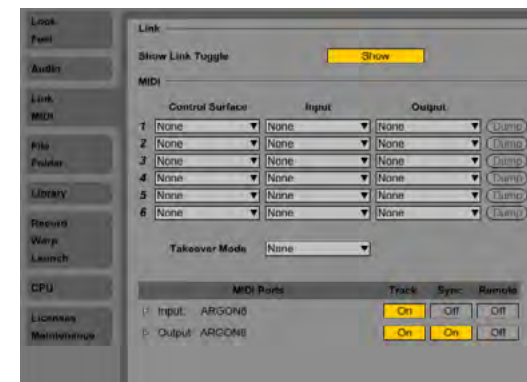 Look
Feel
Audio
Link
MIDI
File
Folder
Library
Record
Warp
Launch
CPU
Licenses
Maintenance
Link
Show Link Toggle Show
MIDI
Control Surface Input Output
1 None None None Dump
2 None None None Dump
3 None None None Dump
4 None None None Dump
5 None None None Dump
6 None None None Dump
Takeover Mode None
MIDI Ports Track Sync Remote
Input: ARGON8 On Off Off
Output: ARGON8 On On Off